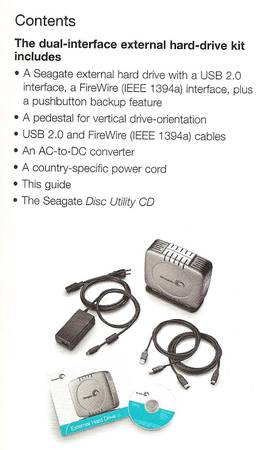 Contents
The dual-interface external hard-drive kit
includes
• A Seagate external hard drive with a USB 2.0
interface, a FireWire (IEEE 1394a) interface, plus
a pushbutton backup feature
• A pedestal for vertical drive-orientation
• USB 2.0 and FireWire (IEEE 1394a) cables
• An AC-to-DC converter
• A country-specific power cord
• This guide
• The Seagate Disc Utility CD
Seagate
External Hard Drive